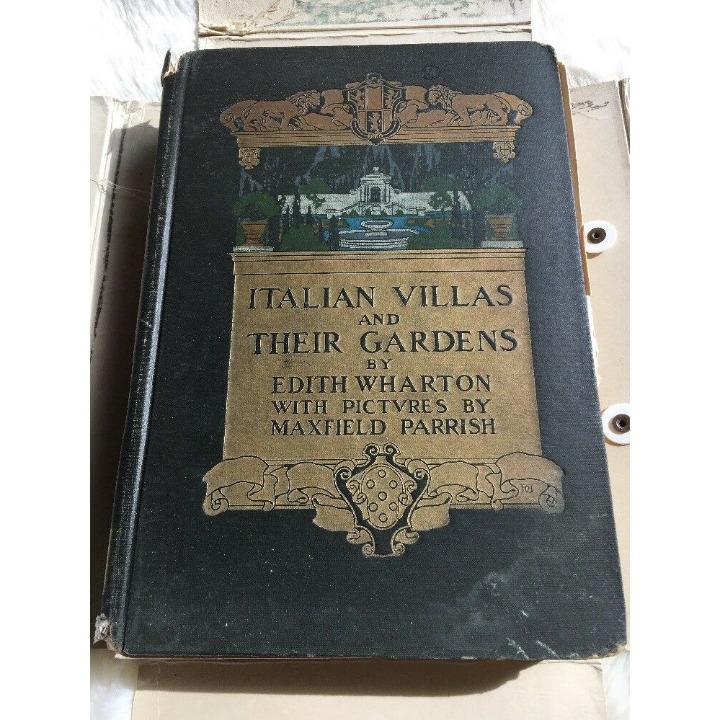 ITALIAN VILLAS
AND
THEIR GARDENS
BY
EDITH WHARTON
WITH PICTVRES BY
MAXFIELD PARRISH